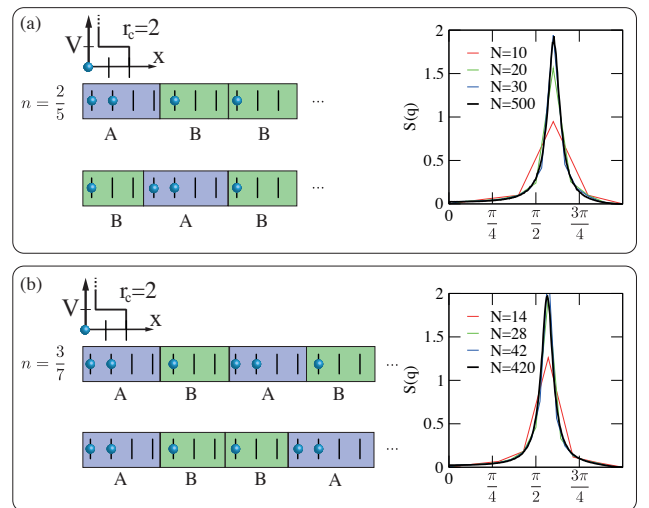 (a)
V
r_c=2
x
n = 2/5
...
A B B
...
B A B
S(q)
2
1.5
1
0.5
0
N=10
N=20
N=30
N=500
0 π/4 π/2 3π/4
(b)
V
r_c=2
x
n = 3/7
...
A B A B
...
A B B A
S(q)
2
1.5
1
0.5
0
N=14
N=28
N=42
N=420
0 π/4 π/2 3π/4